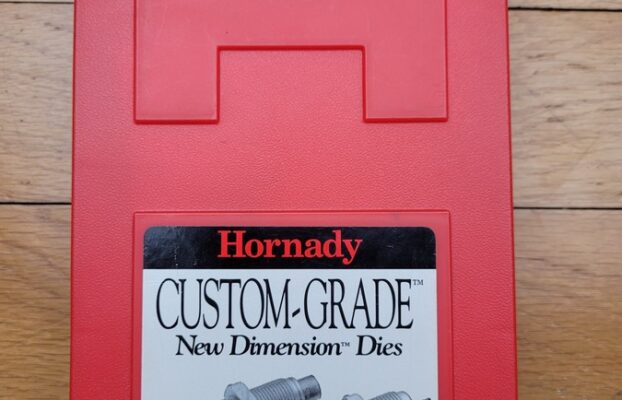 Hornady
CUSTOM-GRADE™
New Dimension™ Dies